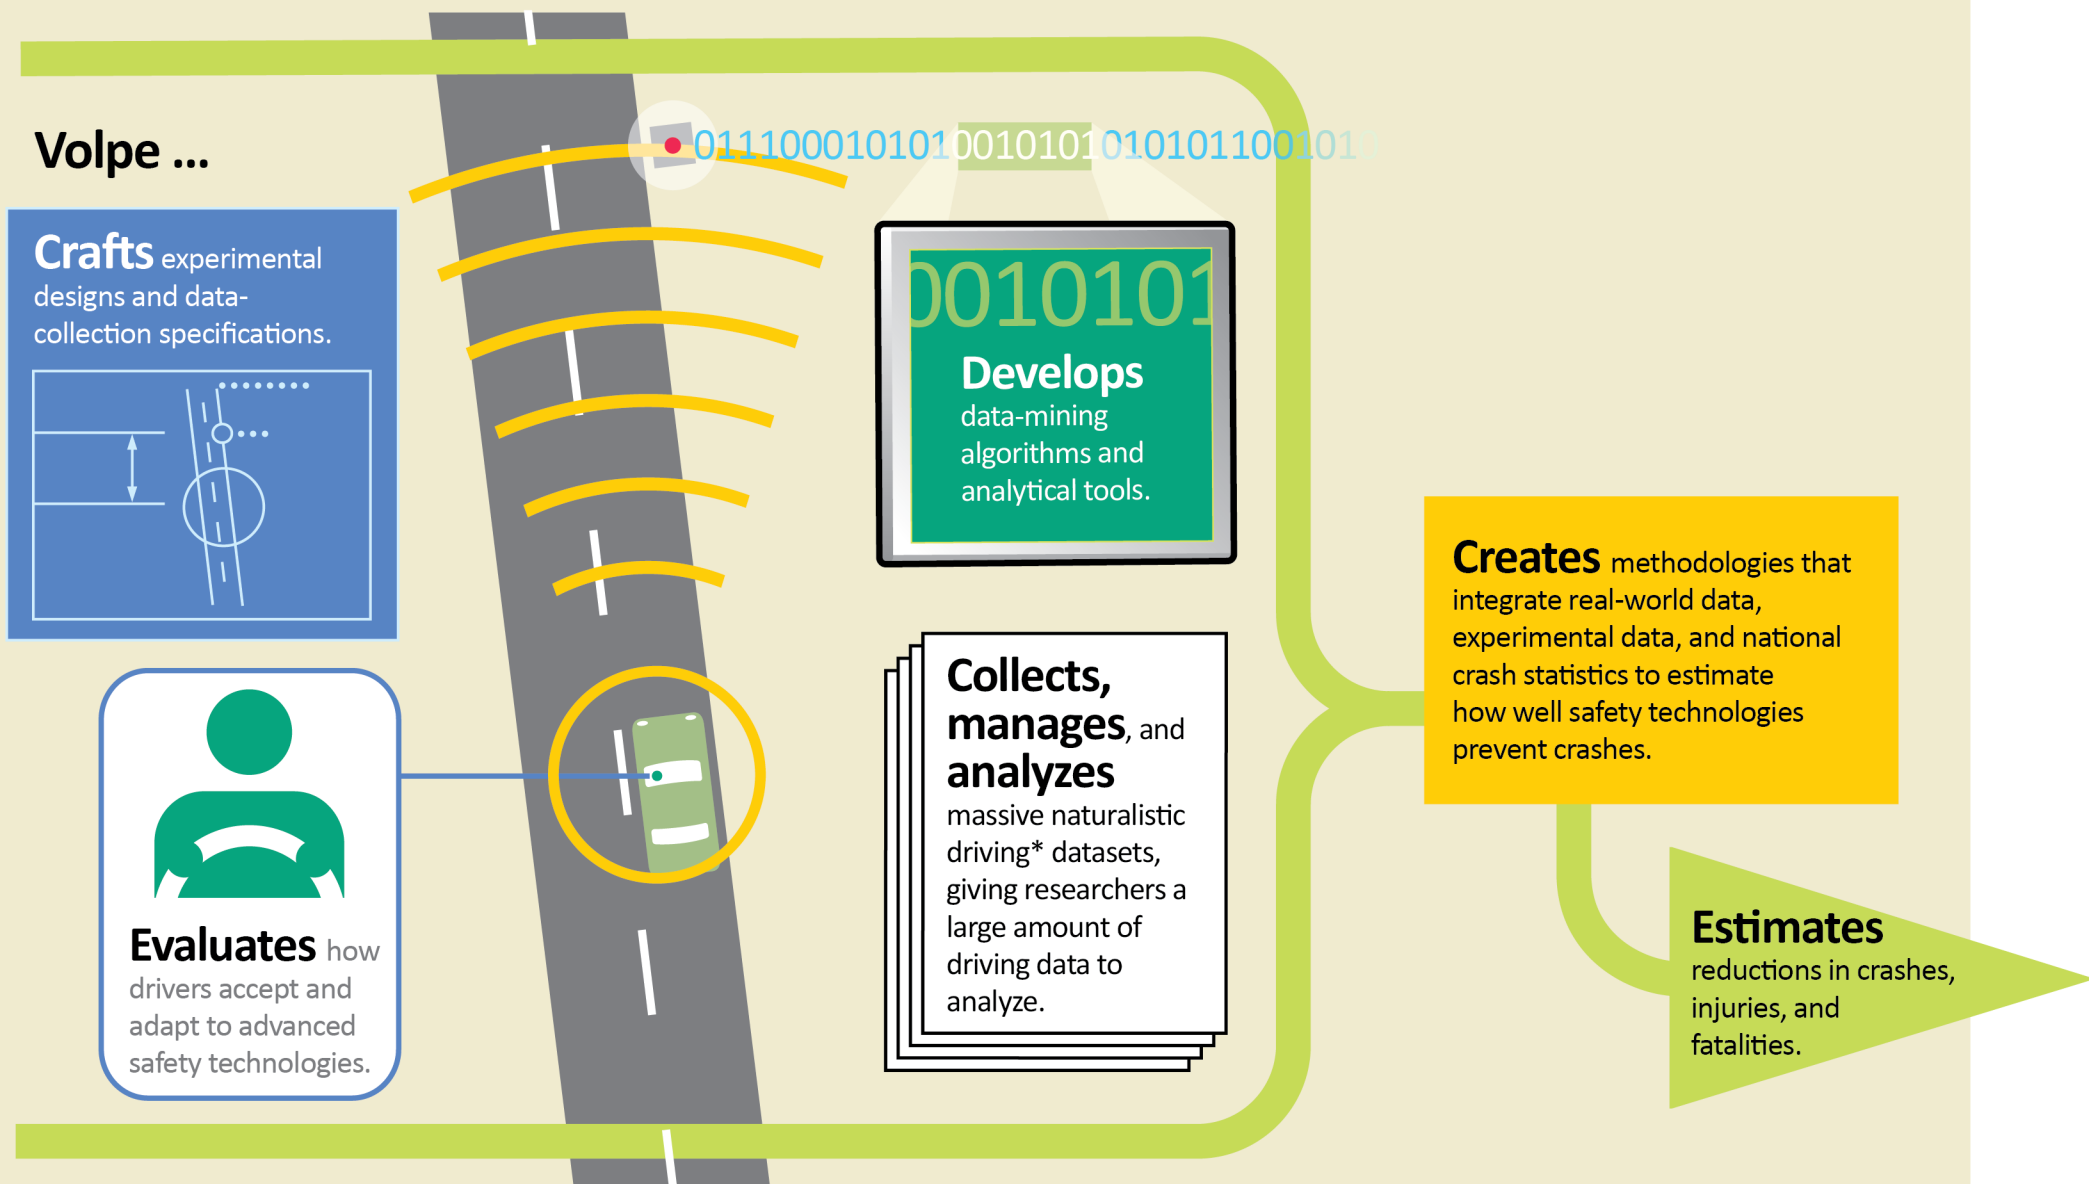 Volpe ...
01110001010100101010101011001010
Crafts experimental
designs and data-
collection specifications.
Evaluates how
drivers accept and
adapt to advanced
safety technologies.
0010101
Develops
data-mining
algorithms and
analytical tools.
Collects,
manages, and
analyzes
massive naturalistic
driving* datasets,
giving researchers a
large amount of
driving data to
analyze.
Creates methodologies that
integrate real-world data,
experimental data, and national
crash statistics to estimate
how well safety technologies
prevent crashes.
Estimates
reductions in crashes,
injuries, and
fatalities.